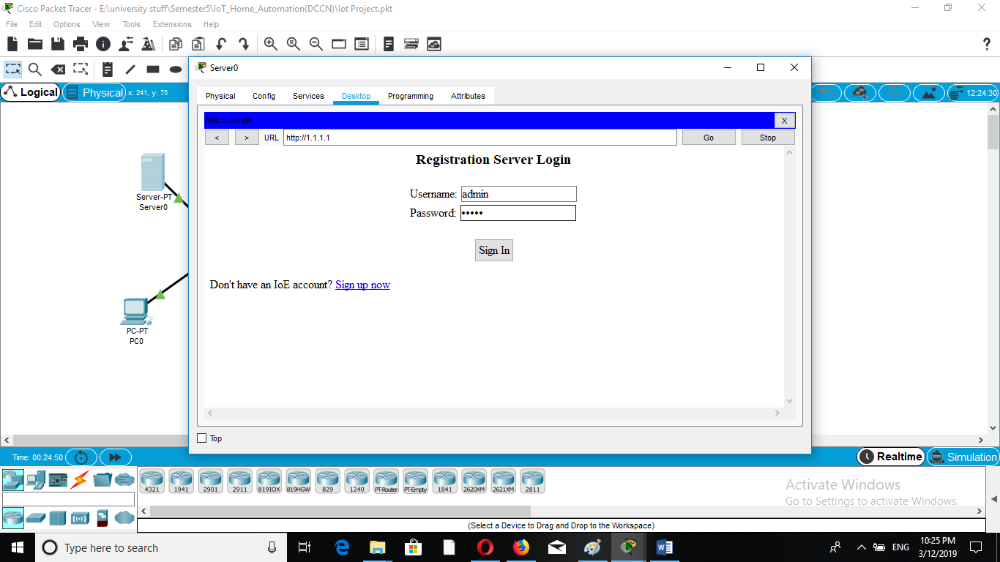 Cisco Packet Tracer - E:\university stuff\Semester5\IoT_Home_Automation(DCCN)\Iot Project.pkt
File Edit Options View Tools Extensions Help
?
Server0
Logical Physical x: 241, y: 75
12:24:30
Physical Config Services Desktop Programming Attributes
Web Browser X
< > URL http://1.1.1.1 Go Stop
Registration Server Login
Username: admin
Password: •••••
Sign In
Don't have an IoE account? Sign up now
Server-PT
Server0
PC-PT
PC0
Top
Time: 00:24:50
Realtime Simulation
4321 1941 2901 2911 819IOX 819HGW 829 1240 PT-Router PT-Empty 1841 2620XM 2621XM 2811
(Select a Device to Drag and Drop to the Workspace)
Activate Windows
Go to Settings to activate Windows.
Type here to search
ENG
10:25 PM
3/12/2019